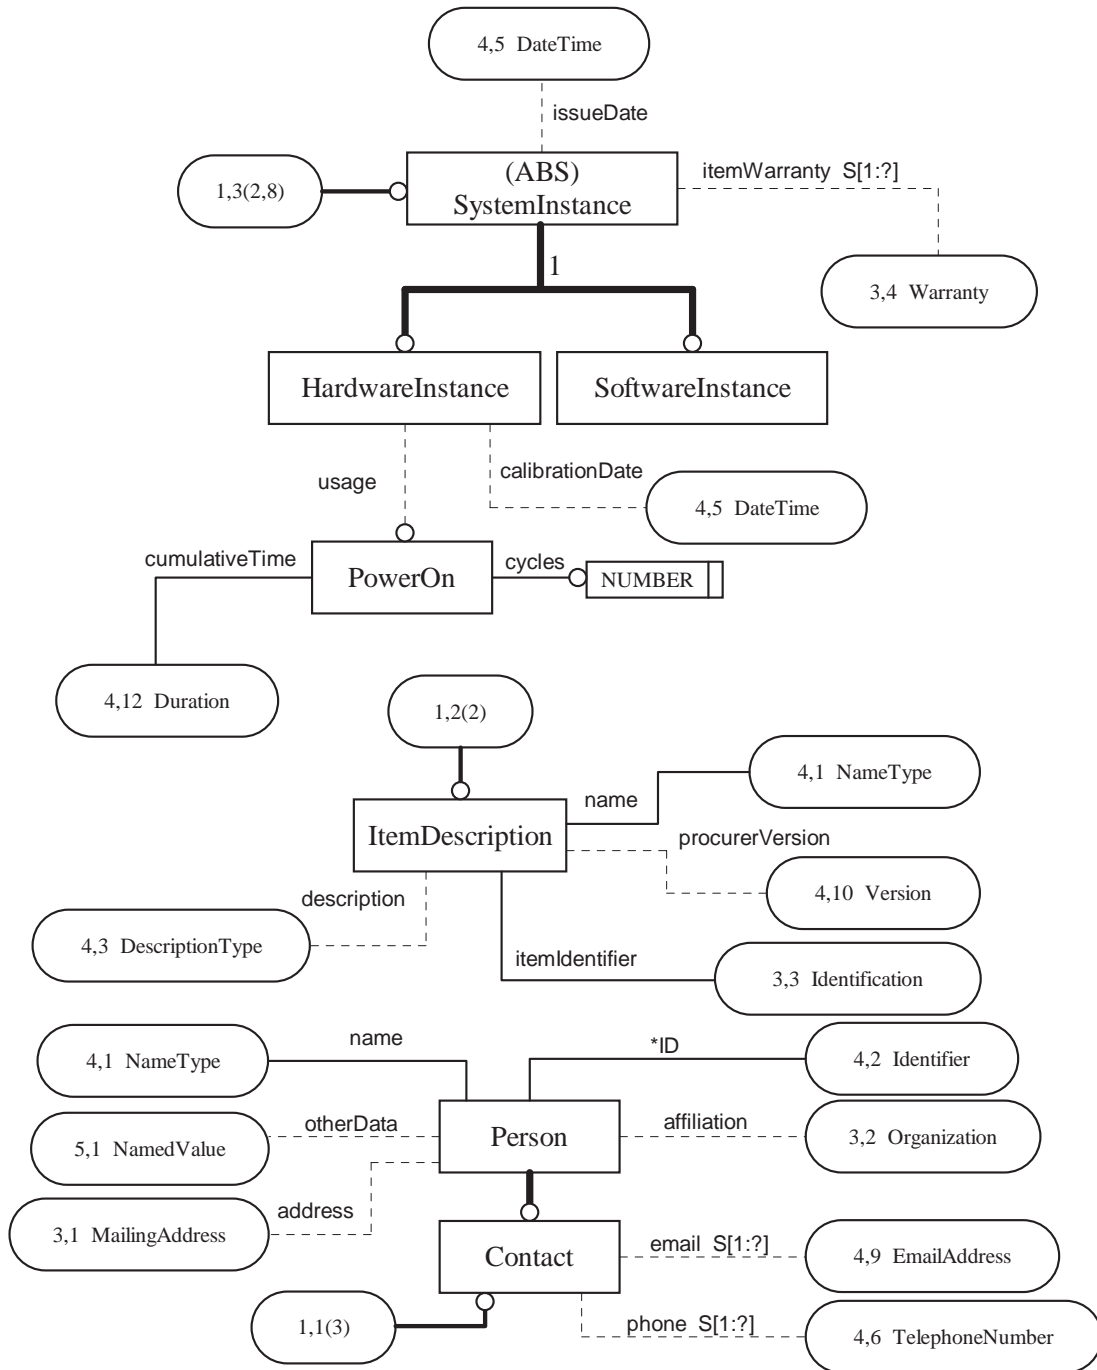 4,5 DateTime
issueDate
1,3(2,8)
(ABS)
SystemInstance
itemWarranty S[1:?]
1
3,4 Warranty
HardwareInstance
SoftwareInstance
usage
calibrationDate
4,5 DateTime
cumulativeTime
PowerOn
cycles
NUMBER
4,12 Duration
1,2(2)
name
4,1 NameType
ItemDescription
procurerVersion
4,10 Version
description
4,3 DescriptionType
itemIdentifier
3,3 Identification
4,1 NameType
name
*ID
4,2 Identifier
5,1 NamedValue
otherData
Person
affiliation
3,2 Organization
3,1 MailingAddress
address
Contact
email S[1:?]
4,9 EmailAddress
1,1(3)
phone S[1:?]
4,6 TelephoneNumber